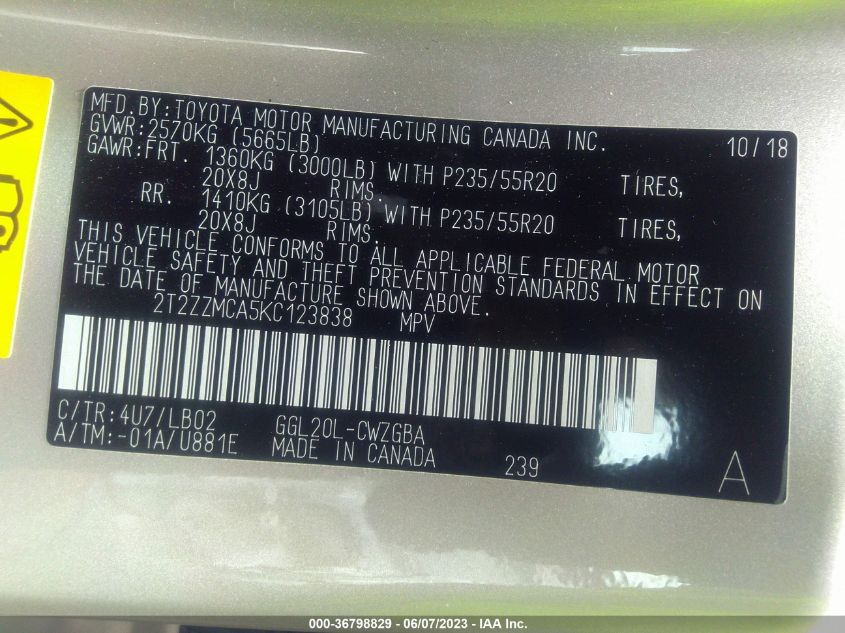 MFD.BY:TOYOTA MOTOR MANUFACTURING CANADA INC. 10/18
GVWR:2570KG (5665LB)
GAWR:FRT. 1360KG (3000LB) WITH P235/55R20 TIRES,
20X8J RIMS.
RR. 1410KG (3105LB) WITH P235/55R20 TIRES,
20X8J RIMS.
THIS VEHICLE CONFORMS TO ALL APPLICABLE FEDERAL MOTOR
VEHICLE SAFETY AND THEFT PREVENTION STANDARDS IN EFFECT ON
THE DATE OF MANUFACTURE SHOWN ABOVE.
2T2ZZMCA5KC123838 MPV
C/TR:4U7/LB02 GGL20L-CWZGBA
A/TM:-01A/U881E MADE IN CANADA 239 A
000-36798829 - 06/07/2023 - IAA Inc.